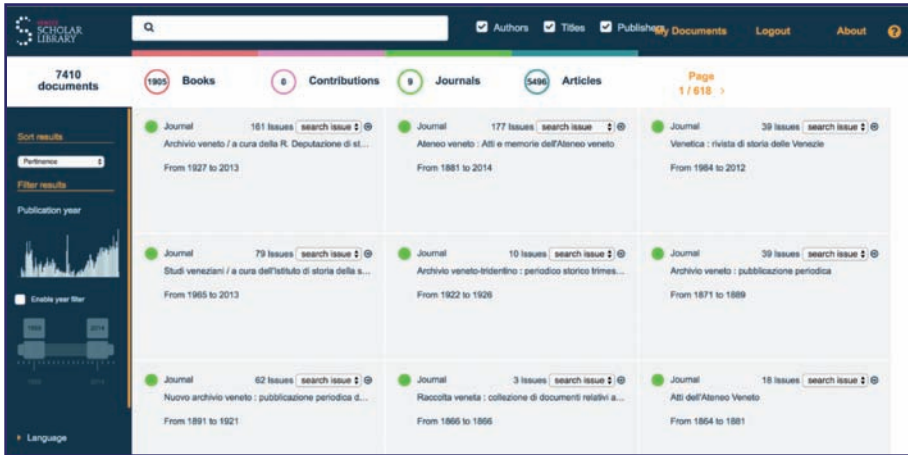 VENICE
SCHOLAR
LIBRARY
Authors Titles Publishers My Documents Logout About ?
7410
documents
1905 Books 0 Contributions 9 Journals 5496 Articles Page
1 / 618 >
Sort results
Pertinence
Filter results
Publication year
Enable year filter
2014
Language
Journal 161 Issues search issue
Archivio veneto / a cura della R. Deputazione di st...
From 1927 to 2013
Journal 177 Issues search issue
Ateneo veneto : Atti e memorie dell'Ateneo veneto
From 1881 to 2014
Journal 39 Issues search issue
Venetica : rivista di storia delle Venezie
From 1984 to 2012
Journal 79 Issues search issue
Studi veneziani / a cura dell'Istituto di storia della s...
From 1965 to 2013
Journal 10 Issues search issue
Archivio veneto-tridentino : periodico storico trimes...
From 1922 to 1926
Journal 39 Issues search issue
Archivio veneto : pubblicazione periodica
From 1871 to 1889
Journal 62 Issues search issue
Nuovo archivio veneto : pubblicazione periodica d...
From 1891 to 1921
Journal 3 Issues search issue
Raccolta veneta : collezione di documenti relativi a...
From 1866 to 1866
Journal 18 Issues search issue
Atti dell'Ateneo Veneto
From 1864 to 1881